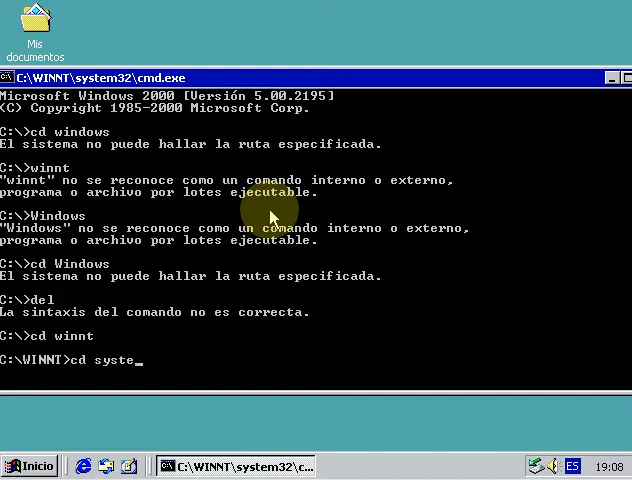 Mis
documentos
C:\WINNT\system32\cmd.exe
Microsoft Windows 2000 [Versión 5.00.2195]
(C) Copyright 1985-2000 Microsoft Corp.
C:\>cd windows
El sistema no puede hallar la ruta especificada.
C:\>winnt
"winnt" no se reconoce como un comando interno o externo,
programa o archivo por lotes ejecutable.
C:\>Windows
"Windows" no se reconoce como un comando interno o externo,
programa o archivo por lotes ejecutable.
C:\>cd Windows
El sistema no puede hallar la ruta especificada.
C:\>del
La sintaxis del comando no es correcta.
C:\>cd winnt
C:\WINNT>cd syste_
Inicio
C:\WINNT\system32\c...
ES
19:08